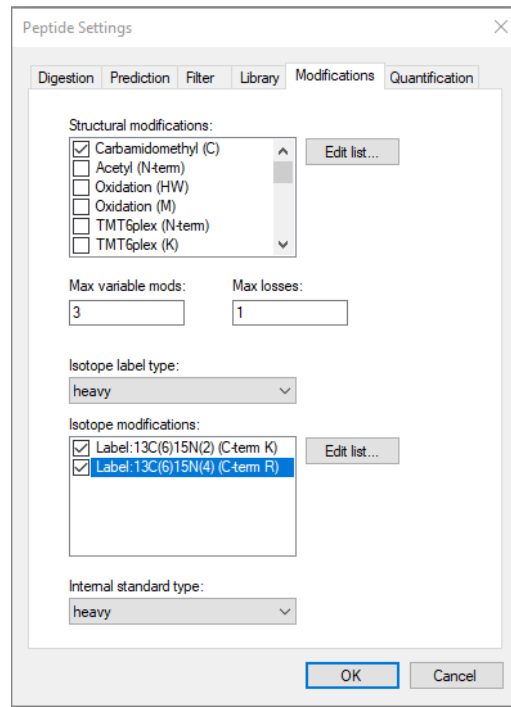 Peptide Settings
Digestion Prediction Filter Library Modifications Quantification
Structural modifications:
Carbamidomethyl (C)
Edit list...
Acetyl (N-term)
Oxidation (HW)
Oxidation (M)
TMT6plex (N-term)
TMT6plex (K)
Max variable mods: Max losses:
3 1
Isotope label type:
heavy
Isotope modifications:
Label:13C(6)15N(2) (C-term K)
Edit list...
Label:13C(6)15N(4) (C-term R)
Internal standard type:
heavy
OK Cancel